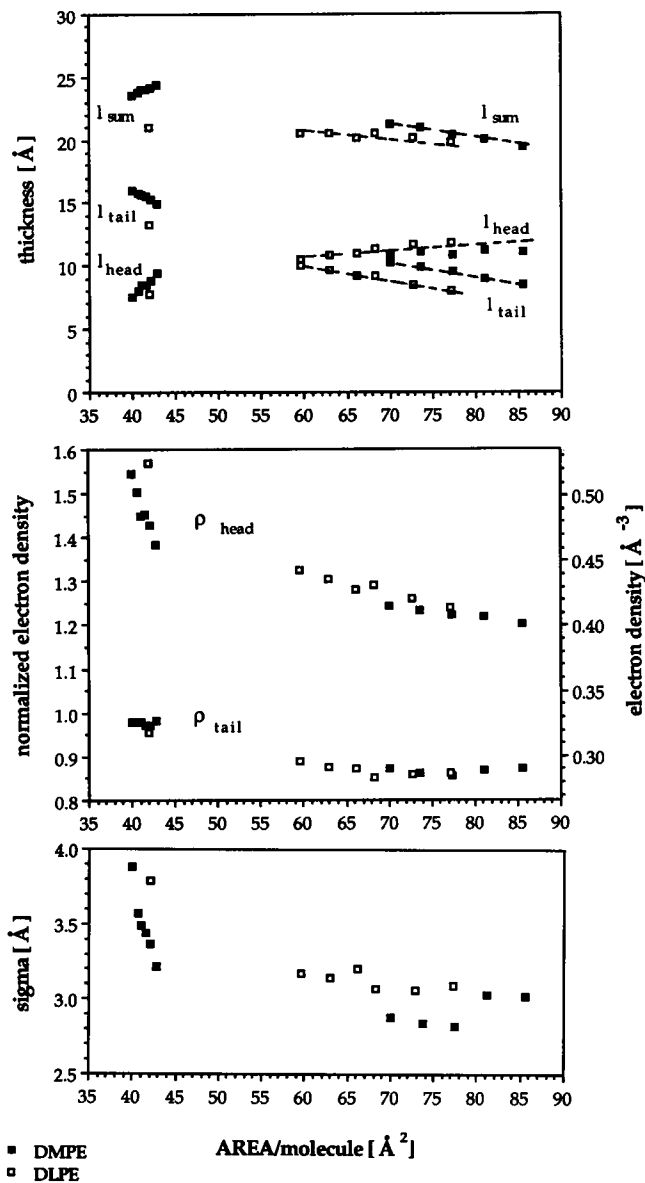 30
25
20
15
10
5
0
thickness [ Å ]
l sum
l tail
l head
l sum
l head
l tail
35 40 45 50 55 60 65 70 75 80 85 90
1.6
1.5
1.4
1.3
1.2
1.1
1.0
0.9
0.8
normalized electron density
ρ head
ρ tail
0.50
0.40
0.30
electron density [ Å -3 ]
35 40 45 50 55 60 65 70 75 80 85 90
4.0
3.5
3.0
2.5
sigma [ Å ]
35 40 45 50 55 60 65 70 75 80 85 90
AREA/molecule [ Å 2 ]
DMPE
DLPE